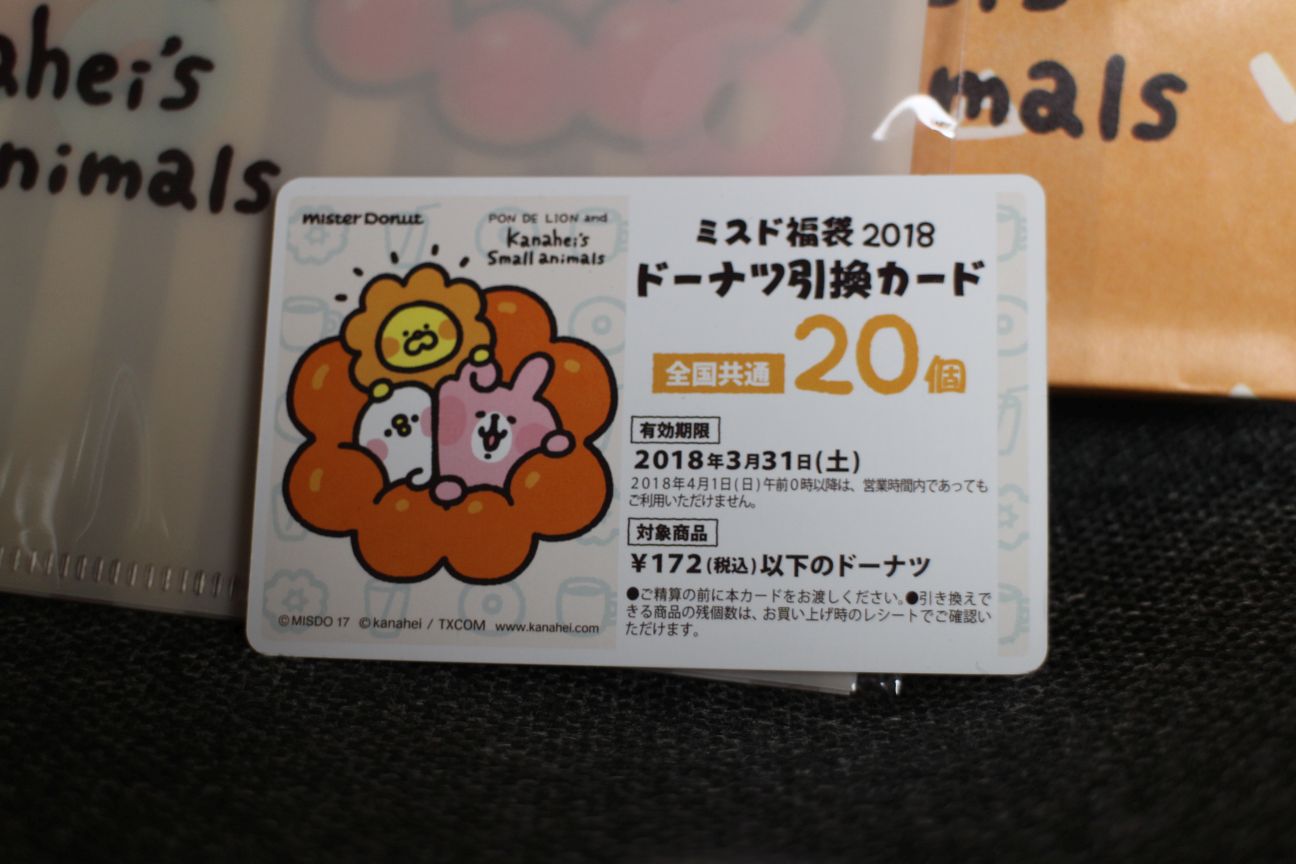 ahei's
nimals
mals
mister Donut
PON DE LION and
Kanahei's
Small animals
ミスド福袋2018
ドーナツ引換カード
全国共通 20個
有効期限
2018年3月31日(土)
2018年4月1日(日)午前0時以降は、営業時間内であっても
ご利用いただけません。
対象商品
¥172(税込)以下のドーナツ
●ご精算の前に本カードをお渡しください。●引き換えで
きる商品の残個数は、お買い上げ時のレシートでご確認い
ただけます。
©MISDO 17 ©kanahei / TXCOM www.kanahei.com